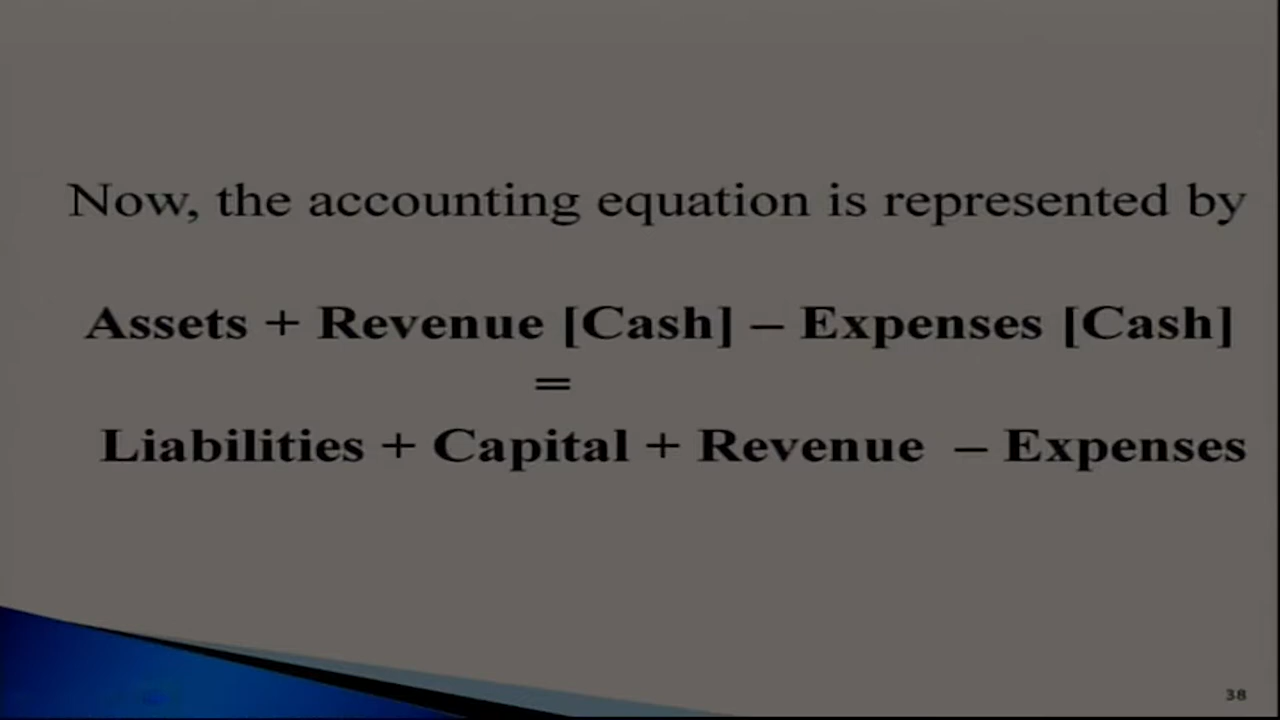 Now, the accounting equation is represented by
Assets + Revenue [Cash] – Expenses [Cash]
=
Liabilities + Capital + Revenue – Expenses
38